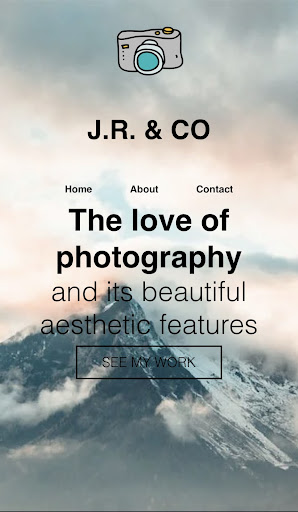 J.R. & CO
Home About Contact
The love of
photography
and its beautiful
aesthetic features
SEE MY WORK